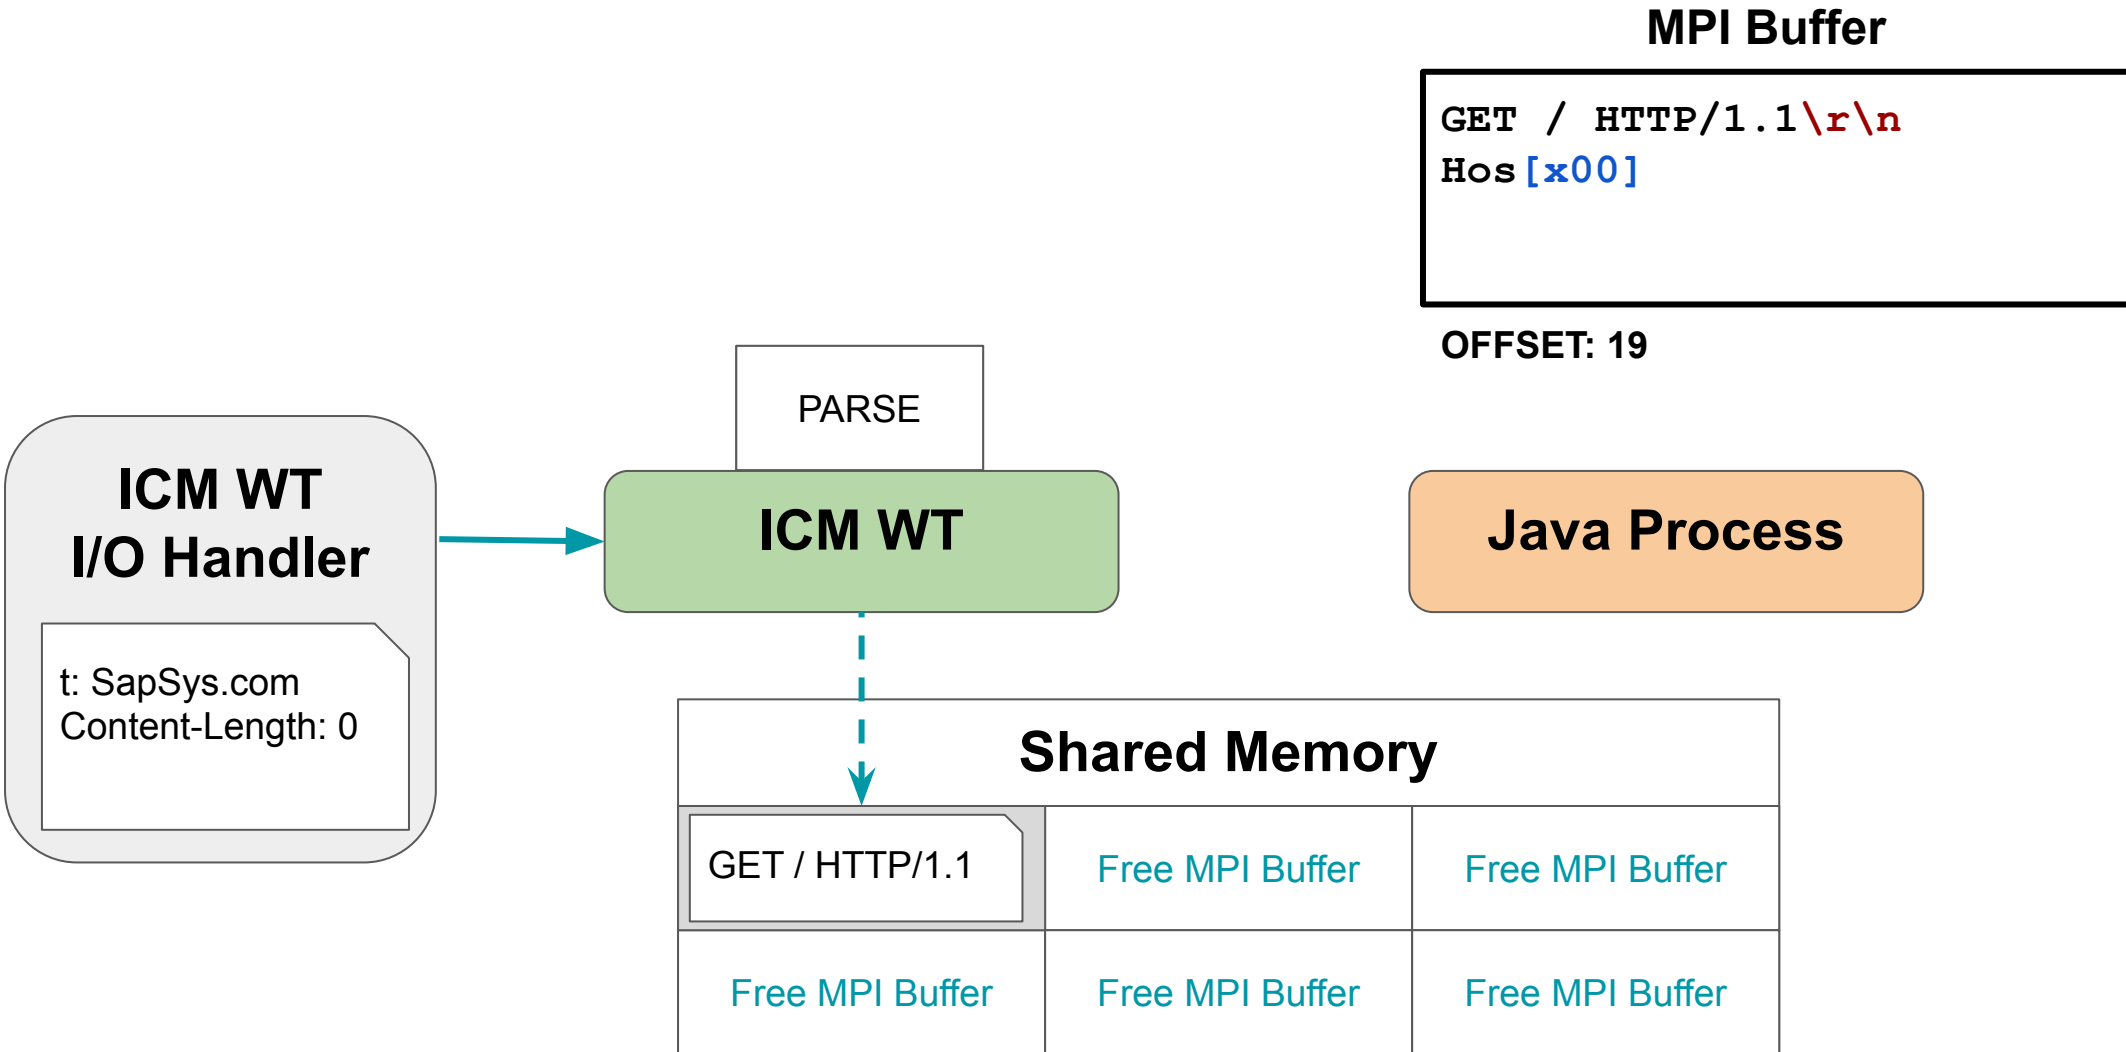 MPI Buffer
GET / HTTP/1.1\r\n
Hos[x00]
OFFSET: 19
PARSE
ICM WT
I/O Handler
t: SapSys.com
Content-Length: 0
ICM WT
Java Process
Shared Memory
GET / HTTP/1.1
Free MPI Buffer
Free MPI Buffer
Free MPI Buffer
Free MPI Buffer
Free MPI Buffer